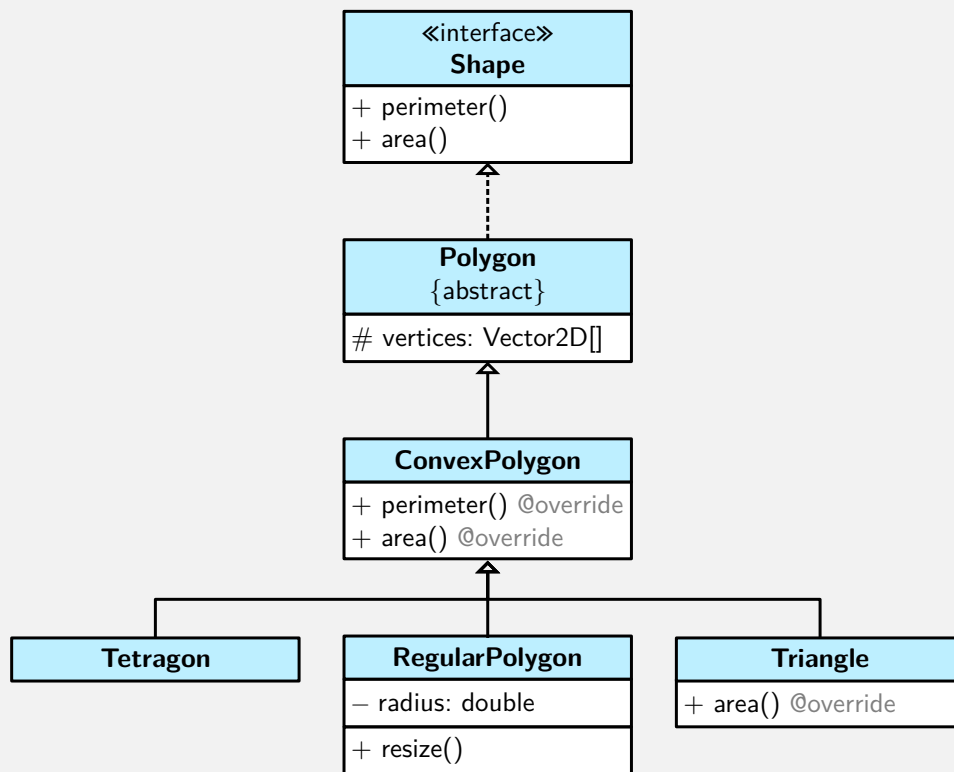 ≪interface≫
Shape
+ perimeter()
+ area()
Polygon
{abstract}
# vertices: Vector2D[]
ConvexPolygon
+ perimeter() @override
+ area() @override
Tetragon
RegularPolygon
− radius: double
+ resize()
Triangle
+ area() @override